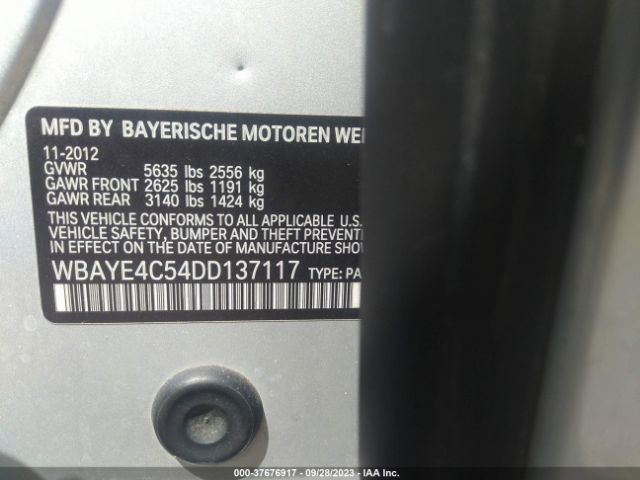 MFD BY BAYERISCHE MOTOREN
11-2012
GVWR 5635 lbs 2556 kg
GAWR FRONT 2625 lbs 1191 kg
GAWR REAR 3140 lbs 1424 kg
THIS VEHICLE CONFORMS TO ALL APPLICABLE U.S.
VEHICLE SAFETY, BUMPER AND THEFT PREVENTI
IN EFFECT ON THE DATE OF MANUFACTURE SHOW
WBAYE4C54DD137117 TYPE: PA
000-37676917 / 09/28/2023 / IAA Inc.